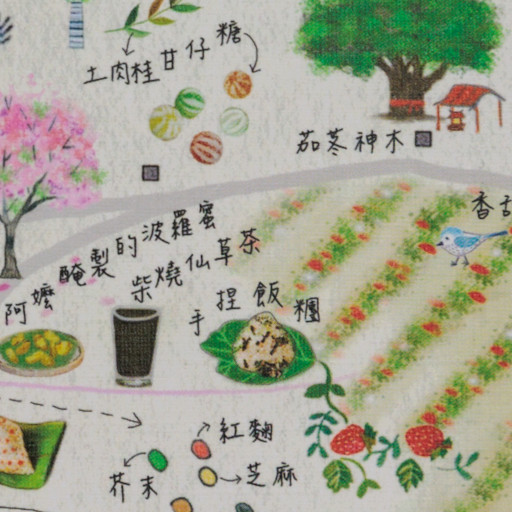 土肉桂甘仔糖
茄苳神木
香
阿嬤醃製的波羅蜜
柴燒仙草茶
手捏飯糰
紅麴
芥末
芝麻